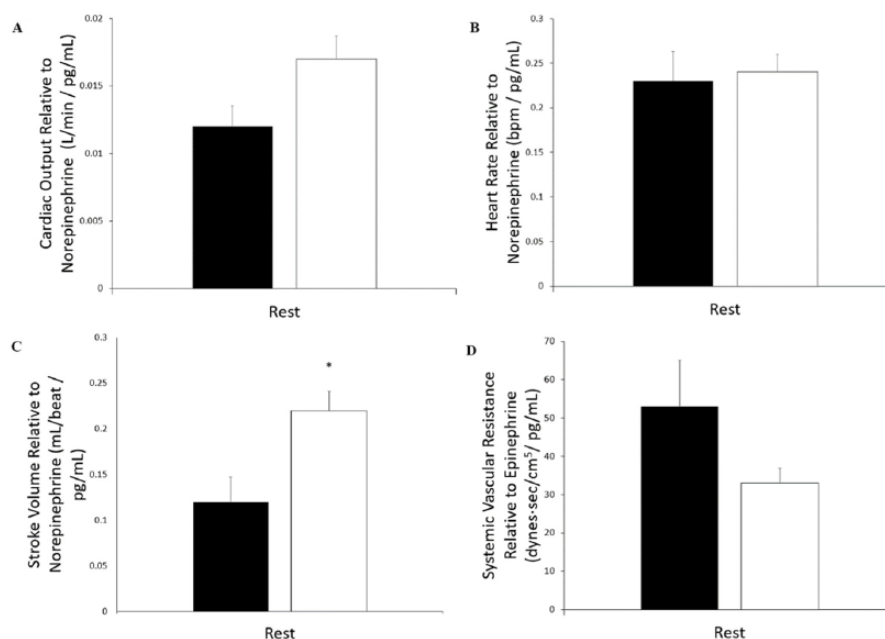 A
Cardiac Output Relative to
Norepinephrine (L/min / pg/mL)
0.02
0.015
0.01
0.005
0
Rest
B
Heart Rate Relative to
Norepinephrine (bpm / pg/mL)
0.3
0.25
0.2
0.15
0.1
0.05
0
Rest
C
Stroke Volume Relative to
Norepinephrine (mL/beat /
pg/mL)
0.3
0.25
0.2
0.15
0.1
0.05
0
*
Rest
D
Systemic Vascular Resistance
Relative to Epinephrine
(dynes·sec/cm⁵/ pg/mL)
70
60
50
40
30
20
10
0
Rest